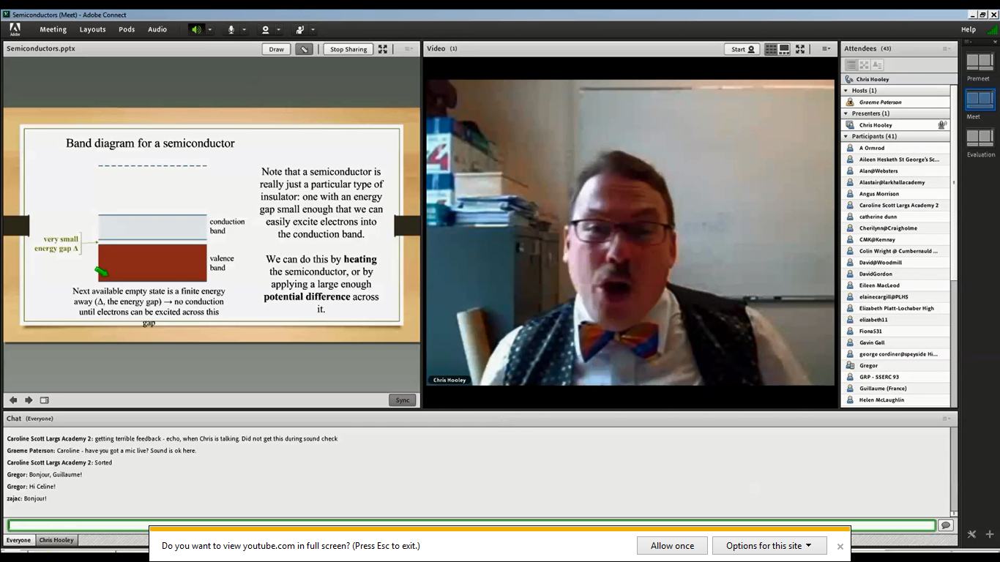 Semiconductors (Meet) - Adobe Connect
Adobe
Meeting
Layouts
Pods
Audio
Help
Semiconductors.pptx
Draw
Stop Sharing
Band diagram for a semiconductor
conduction
band
very small
energy gap Δ
valence
band
Next available empty state is a finite energy
away (Δ, the energy gap) → no conduction
until electrons can be excited across this
gap
Note that a semiconductor is
really just a particular type of
insulator: one with an energy
gap small enough that we can
easily excite electrons into
the conduction band.
We can do this by heating
the semiconductor, or by
applying a large enough
potential difference across
it.
Sync
Video (1)
Start
4
Chris Hooley
Attendees (43)
Chris Hooley
Hosts (1)
Graeme Paterson
Presenters (1)
Chris Hooley
Participants (41)
A Ormrod
Aileen Hesketh St George's Sc...
Alan@Websters
Alastair@larkhallacademy
Angus Morrison
Caroline Scott Largs Academy 2
catherine dunn
Cherilynn@Craigholme
CMK@Kemnay
Colin Wright @ Cumbernauld ...
David@Woodmill
DavidGordon
Eileen MacLeod
elainecargill@PLHS
Elizabeth Platt-Lochaber High
elizabeth11
Fiona531
Gavin Gall
george cordiner@speyside Hi...
Gregor
GRP - SSERC 93
Guillaume (France)
Helen McLaughlin
Premeet
Meet
Evaluation
Chat (Everyone)
Caroline Scott Largs Academy 2: getting terrible feedback - echo, when Chris is talking. Did not get this during sound check
Graeme Paterson: Caroline - have you got a mic live? Sound is ok here.
Caroline Scott Largs Academy 2: Sorted
Gregor: Bonjour, Guillaume!
Gregor: Hi Celine!
zajac: Bonjour!
Everyone
Chris Hooley
Do you want to view youtube.com in full screen? (Press Esc to exit.)
Allow once
Options for this site